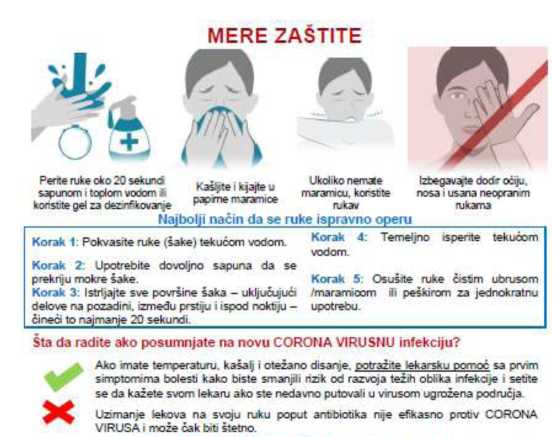 MERE ZAŠTITE
Perite ruke oko 20 sekundi
sapunom i toplom vodom ili
koristite gel za dezinfikovanje
Kašljite i kijajte u
papirne maramice
Ukoliko nemate
maramicu, koristite
rukav
Izbegavajte dodir očiju,
nosa i usana neopranim
rukama
Najbolji način da se ruke ispravno operu
Korak 1: Pokvasite ruke (šake) tekućom vodom.
Korak 2: Upotrebite dovoljno sapuna da se
prekriju mokre šake.
Korak 3: Istrljajte sve površine šaka – uključujući
delove na pozadini, između prstiju i ispod noktiju –
čineći to najmanje 20 sekundi.
Korak 4: Temeljno isperite tekućom
vodom.
Korak 5: Osušite ruke čistim ubrusom
/maramicom ili peškirom za jednokratnu
upotrebu.
Šta da radite ako posumnjate na novu CORONA VIRUSNU infekciju?
Ako imate temperaturu, kašalj i otežano disanje, potražite lekarsku pomoć sa prvim
simptomima bolesti kako biste smanjili rizik od razvoja težih oblika infekcije i setite
se da kažete svom lekaru ako ste nedavno putovali u virusom ugrožena područja.
Uzimanje lekova na svoju ruku poput antibiotika nije efikasno protiv CORONA
VIRUSA i može čak biti štetno.